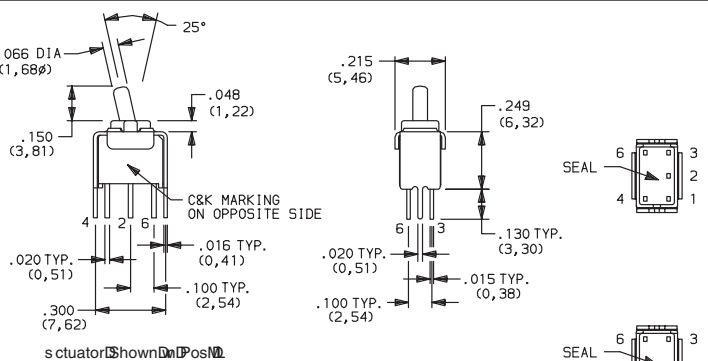 25°
.066 DIA
(1,68ø)
.048
(1,22)
.150
(3,81)
C&K MARKING
ON OPPOSITE SIDE
4 2 6
.020 TYP.
(0,51)
.016 TYP.
(0,41)
.100 TYP.
(2,54)
.300
(7,62)
.215
(5,46)
.249
(6,32)
6 3
.130 TYP.
(3,30)
.020 TYP.
(0,51)
.015 TYP.
(0,38)
.100 TYP.
(2,54)
6 3
SEAL
2
4 1
6 3
SEAL